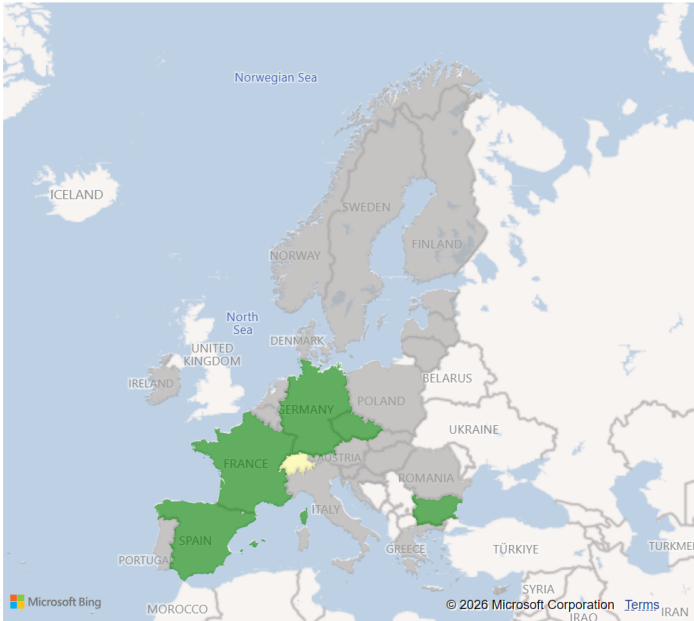 Norwegian Sea
ICELAND
SWEDEN
FINLAND
NORWAY
North
Sea
DENMARK
UNITED
KINGDOM
IRELAND
BELARUS
GERMANY
POLAND
UKRAINE
FRANCE
AUSTRIA
ROMANIA
ITALY
SPAIN
PORTUGAL
GREECE
TÜRKIYE
TURKME
SYRIA
Microsoft Bing
MOROCCO
© 2026 Microsoft Corporation Terms
IRAQ
IRAN